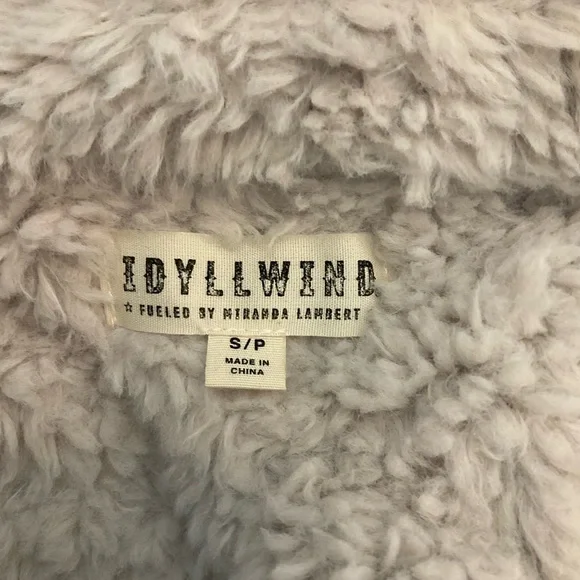 IDYLLWIND
☆ FUELED BY MIRANDA LAMBERT
S/P
MADE IN
CHINA